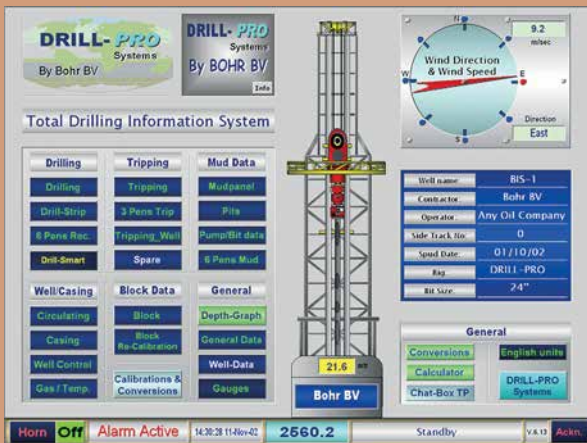 DRILL-PRO
Systems
By Bohr BV
DRILL-PRO
Systems
By BOHR BV
Info
Total Drilling Information System
Drilling
Drilling
Drill-Strip
6 Pens Rec.
Drill-Smart
Tripping
Tripping
3 Pens Trip
Tripping_Well
Spare
Mud Data
Mudpanel
Pits
Pump/Bit data
6 Pens Mud
Well/Casing
Circulating
Casing
Well Control
Gas / Temp.
Block Data
Block
Block
Re-Calibration
Calibrations &
Conversions
General
Depth-Graph
General Data
Well-Data
Gauges
21.6
Bohr BV
N
W
E
S
Wind Direction
& Wind Speed
9.2
m/sec
Direction
East
Well name: BIS-1
Contractor: Bohr BV
Operator: Any Oil Company
Side Track No: 0
Spud Date: 01/10/02
Rig: DRILL-PRO
Bit Size: 24"
General
Conversions
Calculator
Chat-Box TP
English units
DRILL-PRO
Systems
Horn Off Alarm Active 14:30:28 11-Nov-02 2560.2 Standby V.6.13 Ackn.